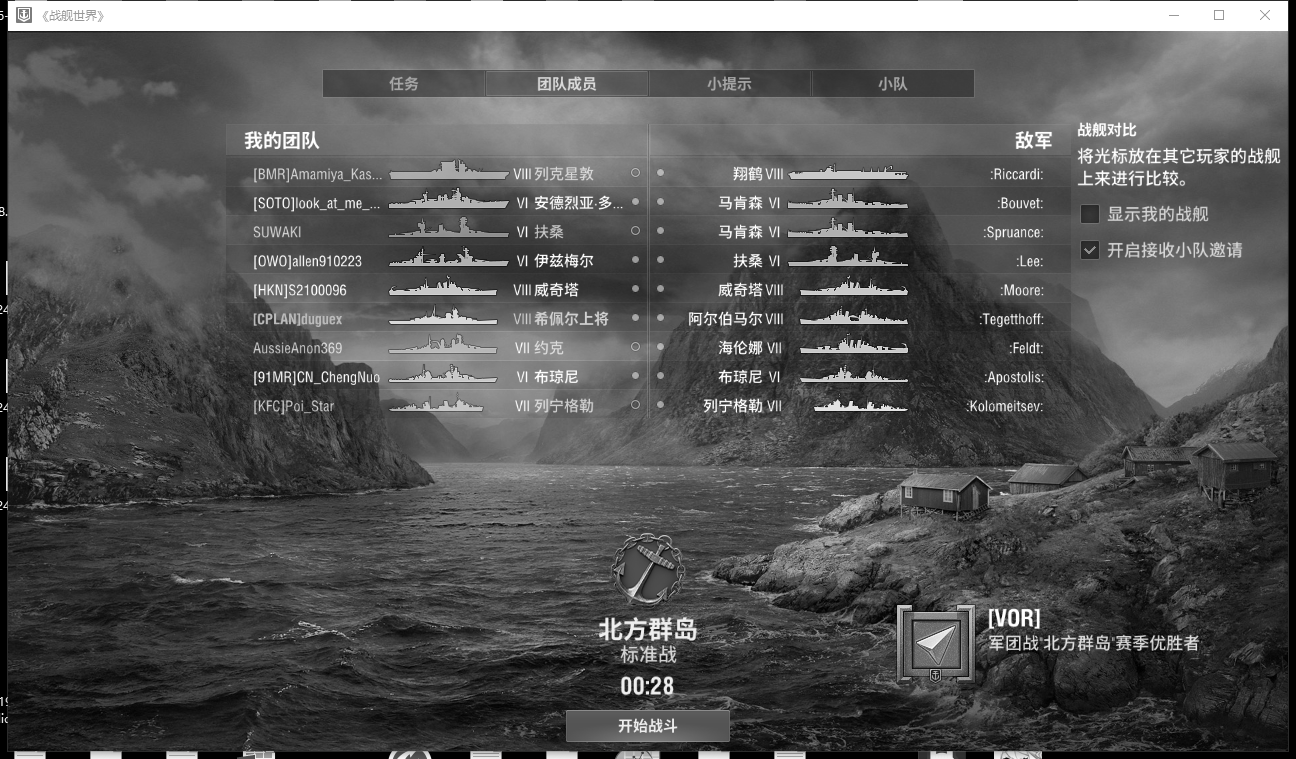 《战舰世界》
任务 团队成员 小提示 小队
我的团队 敌军
[BMR]Amamiya_Kas... VIII 列克星敦 翔鹤 VIII :Riccardi:
[SOTO]look_at_me_... VI 安德烈亚·多... 马肯森 VI :Bouvet:
SUWAKI VI 扶桑 马肯森 VI :Spruance:
[OWO]allen910223 VI 伊兹梅尔 扶桑 VI :Lee:
[HKN]S2100096 VIII 威奇塔 威奇塔 VIII :Moore:
[CPLAN]duguex VIII 希佩尔上将 阿尔伯马尔 VIII :Tegetthoff:
AussieAnon369 VII 约克 海伦娜 VII :Feldt:
[91MR]CN_ChengNuo VI 布琼尼 布琼尼 VI :Apostolis:
[KFC]Poi_Star VII 列宁格勒 列宁格勒 VII :Kolomeitsev:
战舰对比
将光标放在其它玩家的战舰
上来进行比较。
显示我的战舰
开启接收小队邀请
北方群岛
标准战
00:28
开始战斗
[VOR]
军团战'北方群岛'赛季优胜者